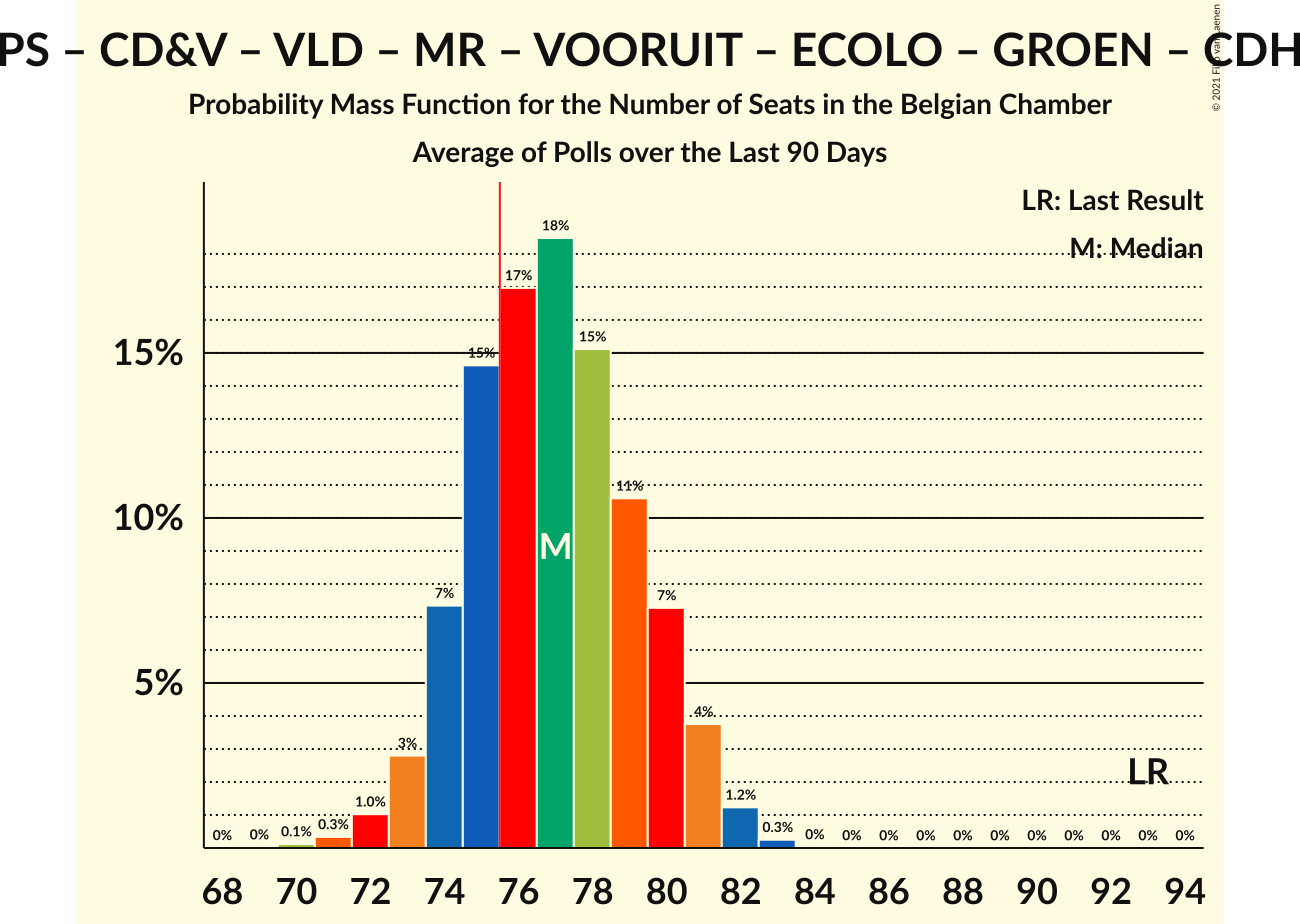 PS – CD&V – VLD – MR – VOORUIT – ECOLO – GROEN – CDH
Probability Mass Function for the Number of Seats in the Belgian Chamber
Average of Polls over the Last 90 Days
© 2021 Filip van Laenen
LR: Last Result
M: Median
18%
17%
15%
15%
15%
11%
10%
M
7%
7%
5%
4%
3%
LR
1.2%
1.0%
0.3%
0.3%
0% 0% 0.1% 0% 0% 0% 0% 0% 0% 0% 0% 0% 0% 0%
68 70 72 74 76 78 80 82 84 86 88 90 92 94